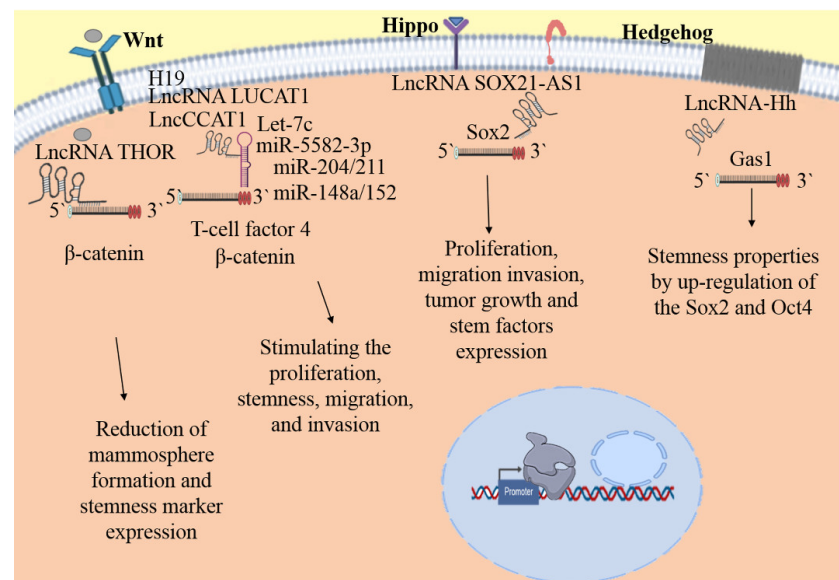 Wnt
Hippo
Hedgehog
H19
LncRNA LUCAT1
LncCCAT1
LncRNA THOR
Let-7c
miR-5582-3p
miR-204/211
miR-148a/152
5` 3`
5` 3`
β-catenin
T-cell factor 4
β-catenin
LncRNA SOX21-AS1
Sox2
5` 3`
LncRNA-Hh
Gas1
5` 3`
Reduction of
mammosphere
formation and
stemness marker
expression
Stimulating the
proliferation,
stemness, migration,
and invasion
Proliferation,
migration invasion,
tumor growth and
stem factors
expression
Stemness properties
by up-regulation of
the Sox2 and Oct4
Promoter